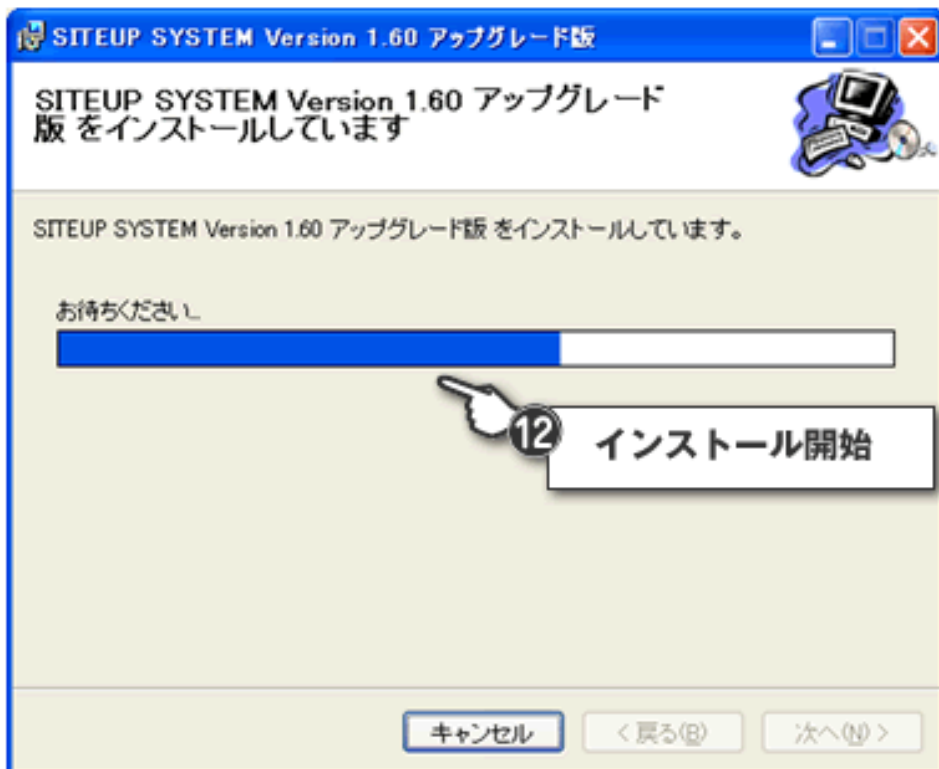 SITEUP SYSTEM Version 1.60 アップグレード版
SITEUP SYSTEM Version 1.60 アップグレード
版 をインストールしています
SITEUP SYSTEM Version 1.60 アップグレード版 をインストールしています。
お待ちください...
⓬ インストール開始
キャンセル
< 戻る(B)
次へ(N) >